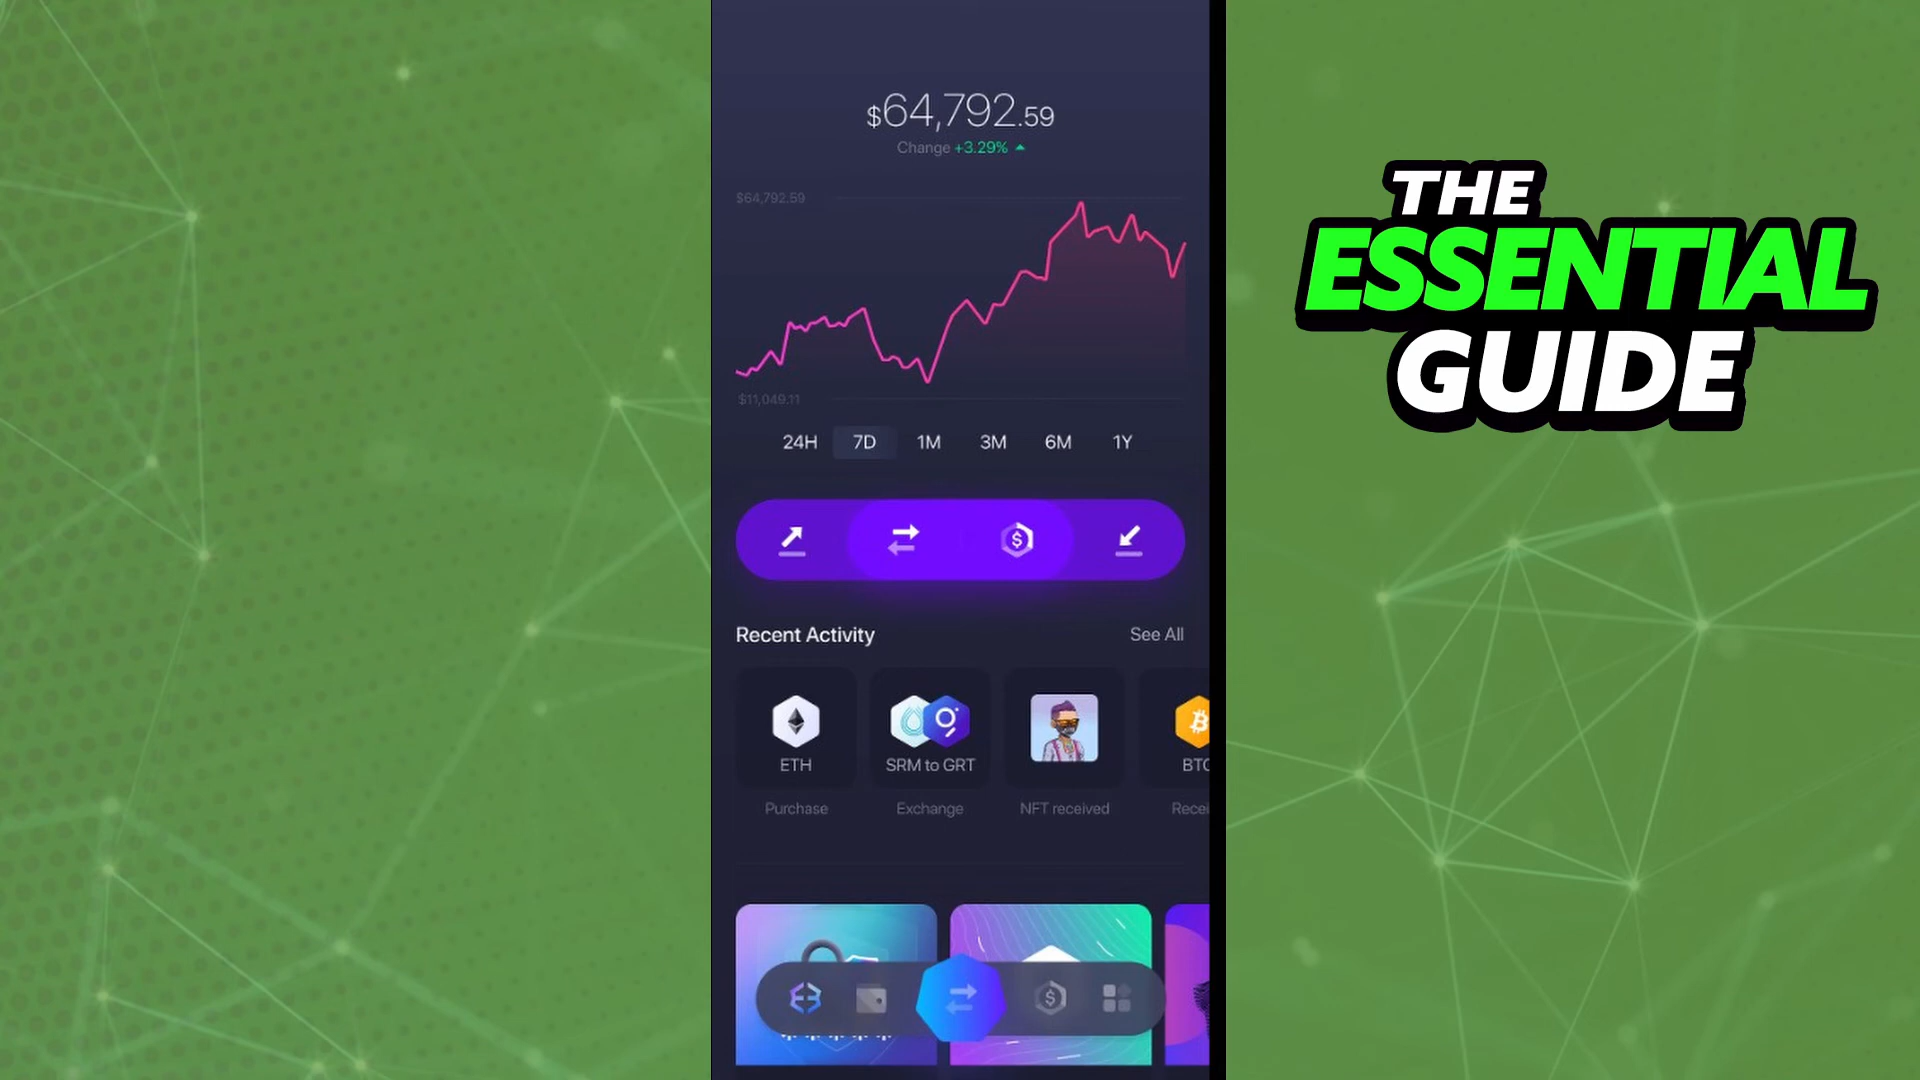 $64,792.59
Change +3.29%
$64,792.59
$11,049.11
24H 7D 1M 3M 6M 1Y
Recent Activity See All
ETH SRM to GRT BTC
Purchase Exchange NFT received Recei
THE
ESSENTIAL
GUIDE